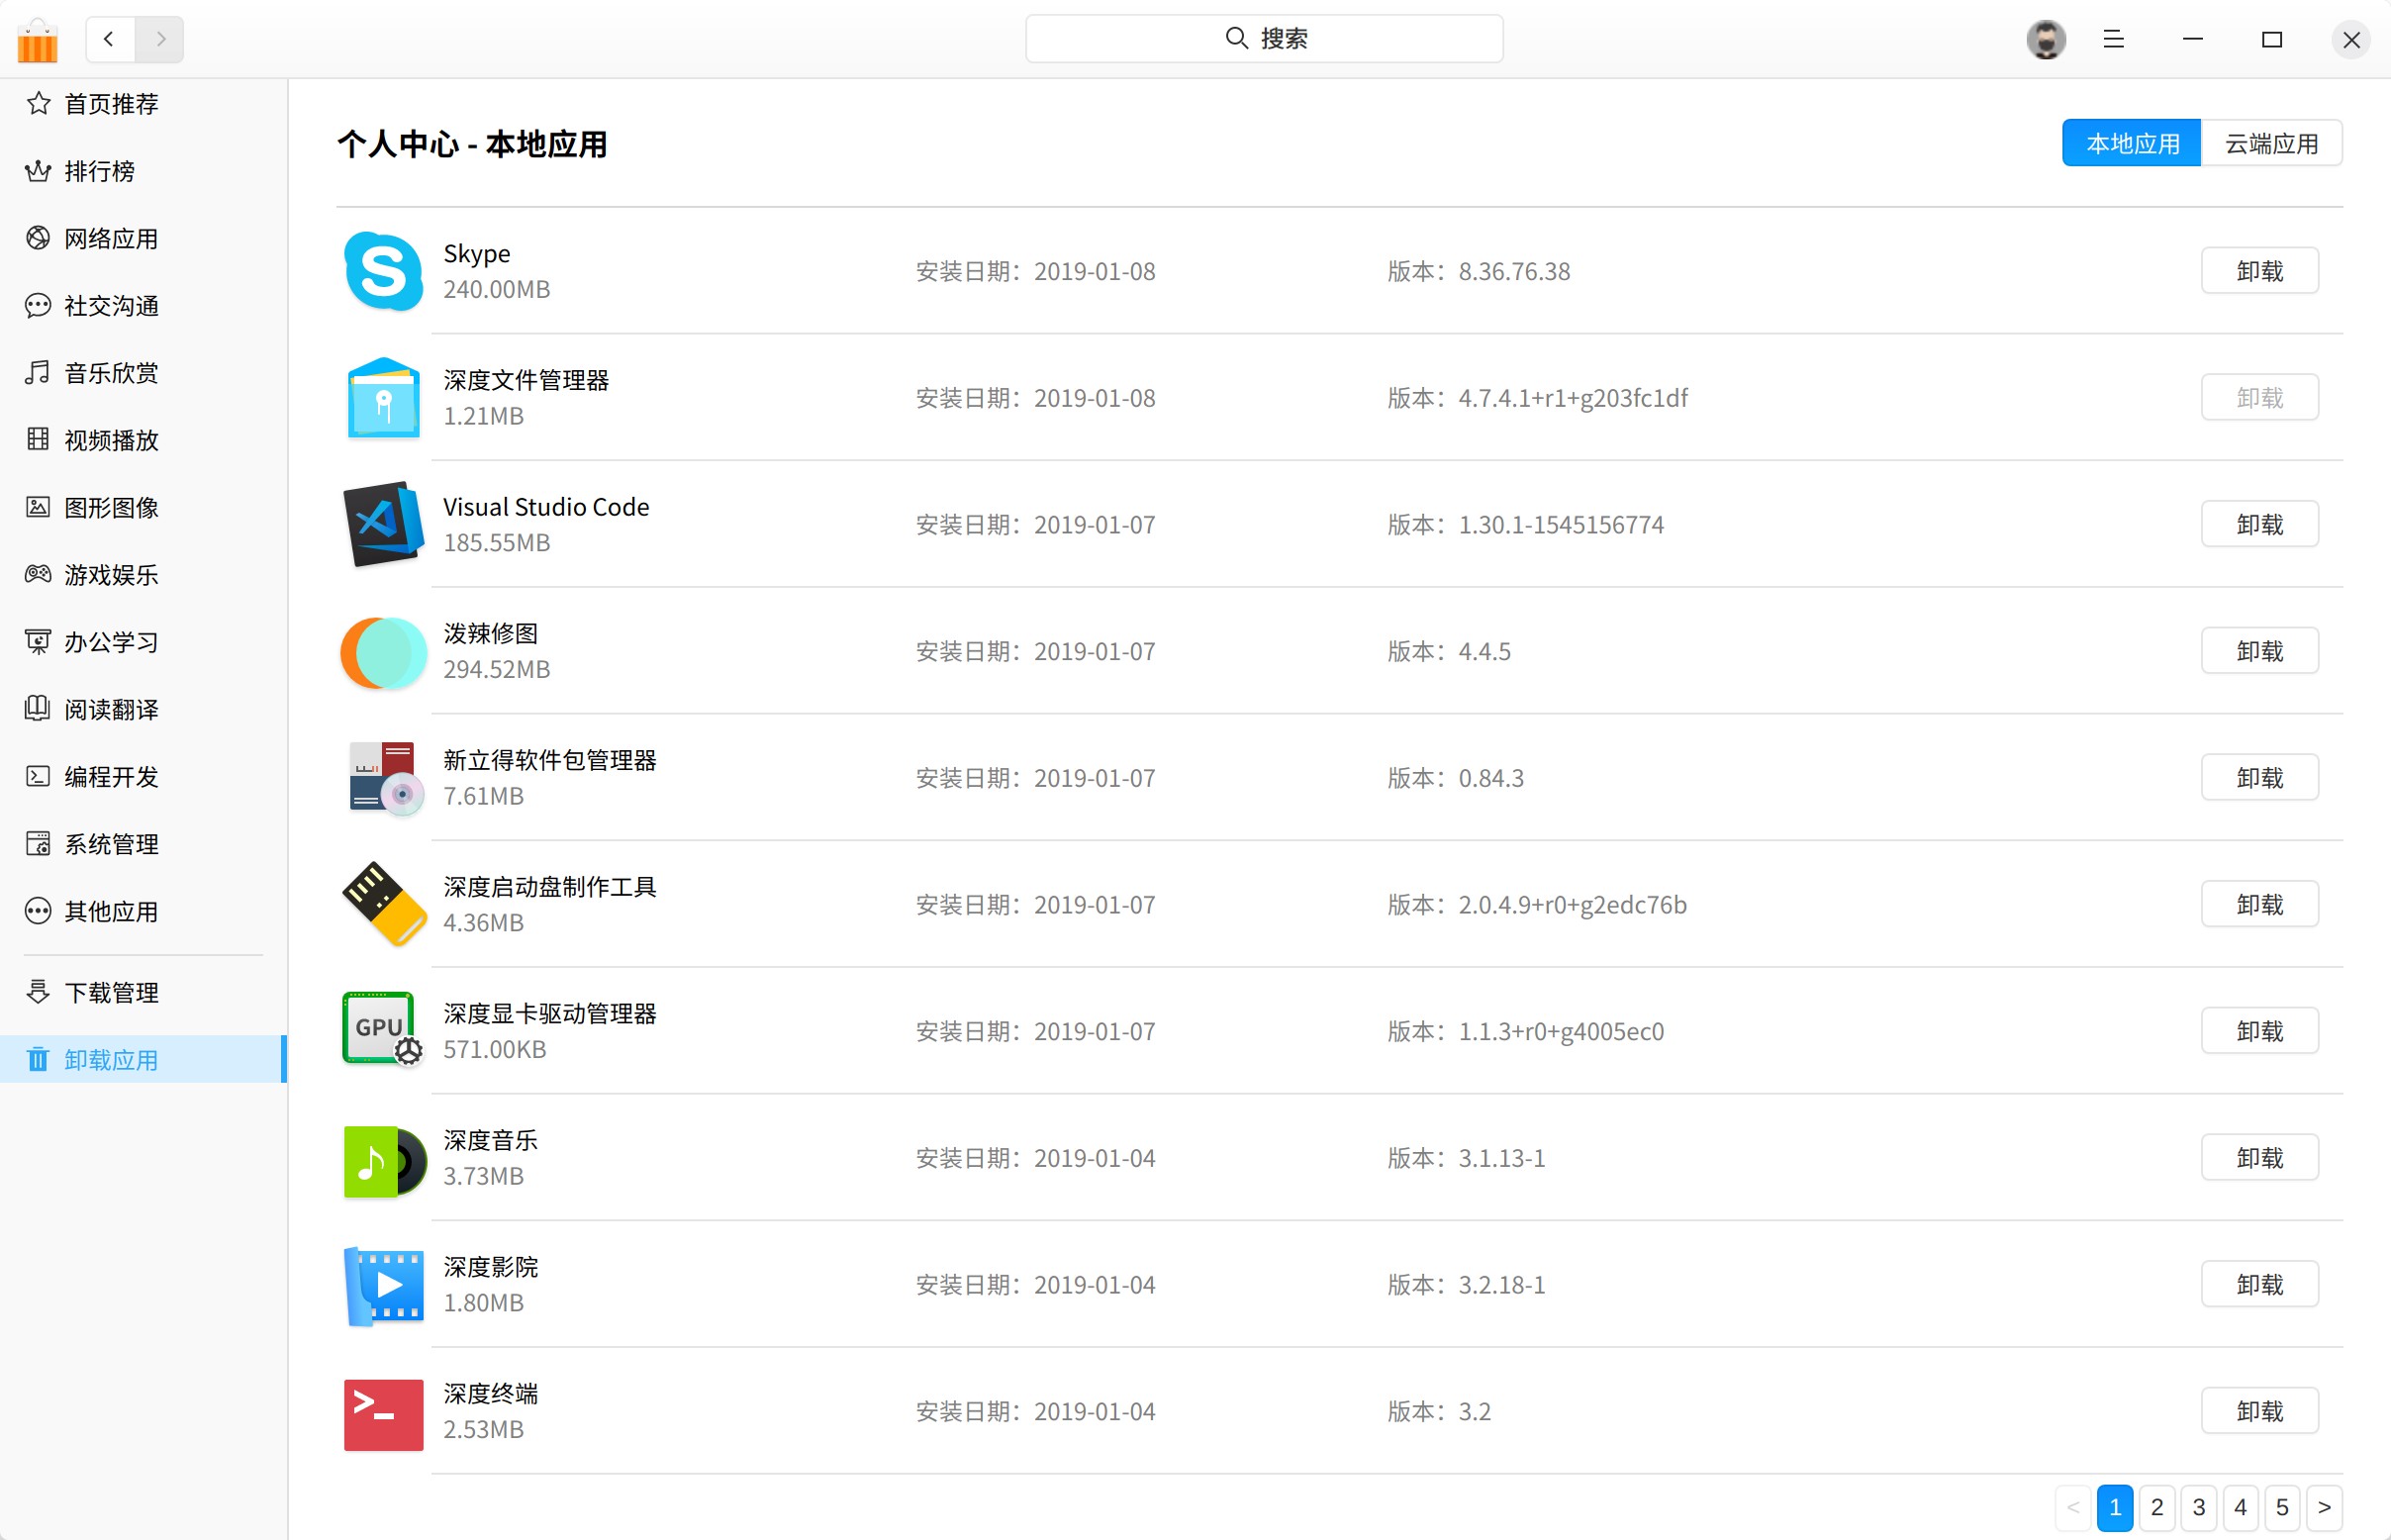 搜索
首页推荐
排行榜
网络应用
社交沟通
音乐欣赏
视频播放
图形图像
游戏娱乐
办公学习
阅读翻译
编程开发
系统管理
其他应用
下载管理
卸载应用
个人中心 - 本地应用
本地应用
云端应用
Skype
240.00MB
安装日期：2019-01-08
版本：8.36.76.38
卸载
深度文件管理器
1.21MB
安装日期：2019-01-08
版本：4.7.4.1+r1+g203fc1df
卸载
Visual Studio Code
185.55MB
安装日期：2019-01-07
版本：1.30.1-1545156774
卸载
泼辣修图
294.52MB
安装日期：2019-01-07
版本：4.4.5
卸载
新立得软件包管理器
7.61MB
安装日期：2019-01-07
版本：0.84.3
卸载
深度启动盘制作工具
4.36MB
安装日期：2019-01-07
版本：2.0.4.9+r0+g2edc76b
卸载
GPU
深度显卡驱动管理器
571.00KB
安装日期：2019-01-07
版本：1.1.3+r0+g4005ec0
卸载
深度音乐
3.73MB
安装日期：2019-01-04
版本：3.1.13-1
卸载
深度影院
1.80MB
安装日期：2019-01-04
版本：3.2.18-1
卸载
深度终端
2.53MB
安装日期：2019-01-04
版本：3.2
卸载
< 1 2 3 4 5 >